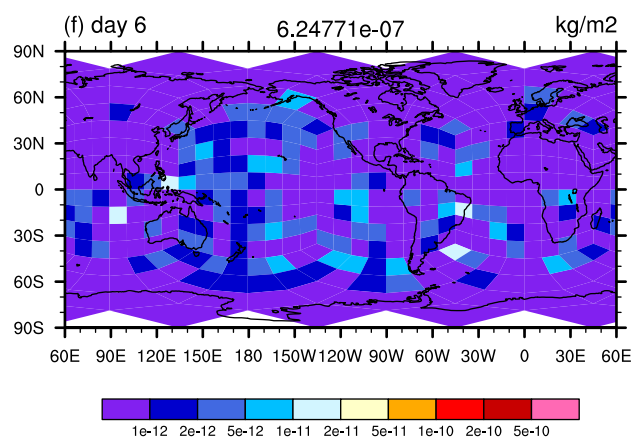 (f) day 6 6.24771e-07 kg/m2
90N
60N
30N
0
30S
60S
90S
60E 90E 120E 150E 180 150W 120W 90W 60W 30W 0 30E 60E
1e-12 2e-12 5e-12 1e-11 2e-11 5e-11 1e-10 2e-10 5e-10